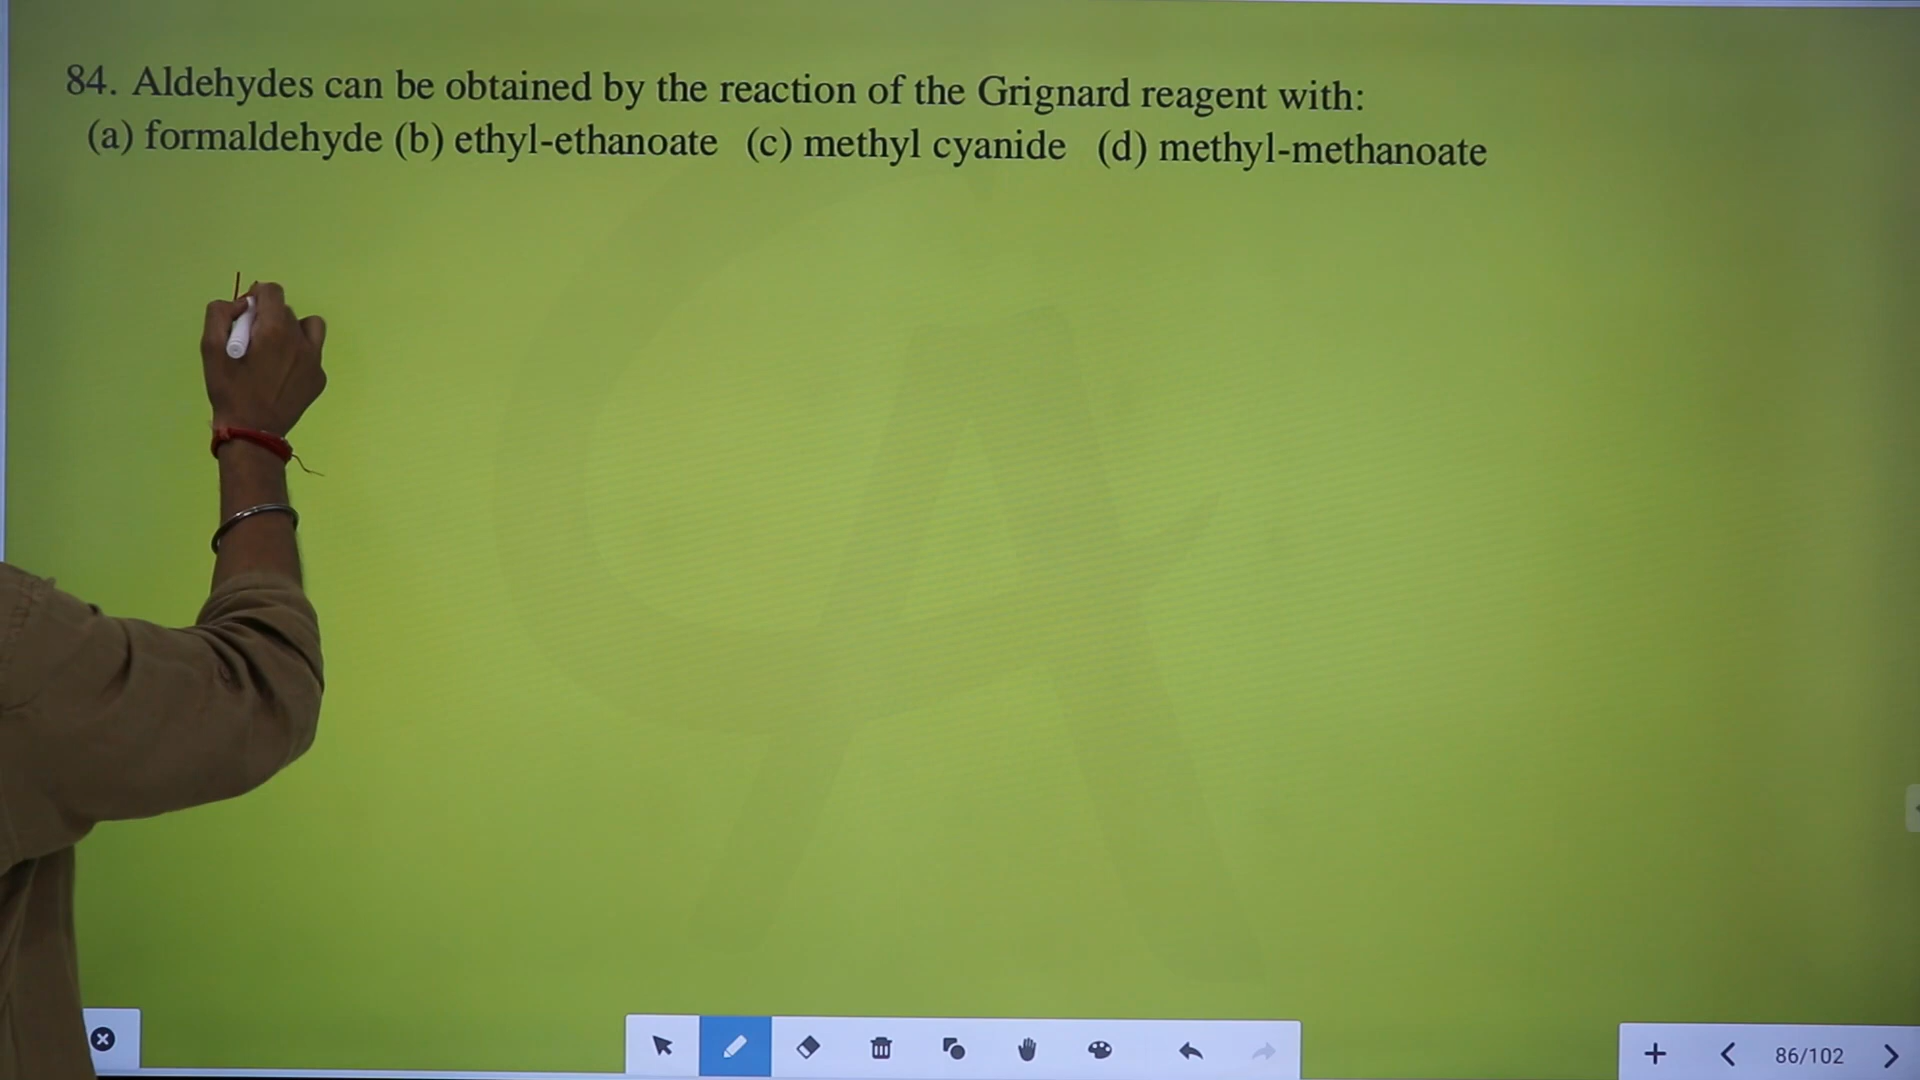 84. Aldehydes can be obtained by the reaction of the Grignard reagent with:
(a) formaldehyde (b) ethyl-ethanoate (c) methyl cyanide (d) methyl-methanoate
86/102